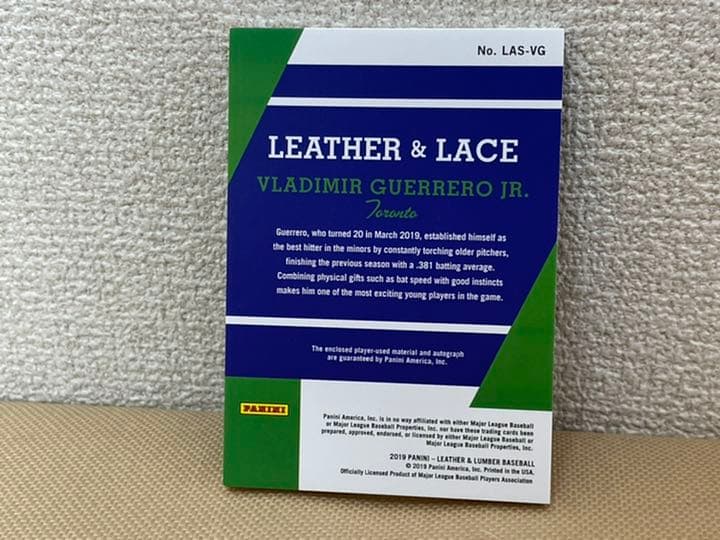 No. LAS-VG
LEATHER & LACE
VLADIMIR GUERRERO JR.
Toronto
Guerrero, who turned 20 in March 2019, established himself as
the best hitter in the minors by constantly torching older pitchers,
finishing the previous season with a .381 batting average.
Combining physical gifts such as bat speed with good instincts
makes him one of the most exciting young players in the game.
The enclosed player-used material and autograph
are guaranteed by Panini America, Inc.
PANINI
Panini America, Inc. is in no way affiliated with either Major League Baseball
or Major League Baseball Properties, Inc. nor have these trading cards been
prepared, approved, endorsed, or licensed by either Major League Baseball or
Major League Baseball Properties, Inc.
2019 PANINI – LEATHER & LUMBER BASEBALL
© 2019 Panini America, Inc. Printed in the USA.
Officially Licensed Product of Major League Baseball Players Association